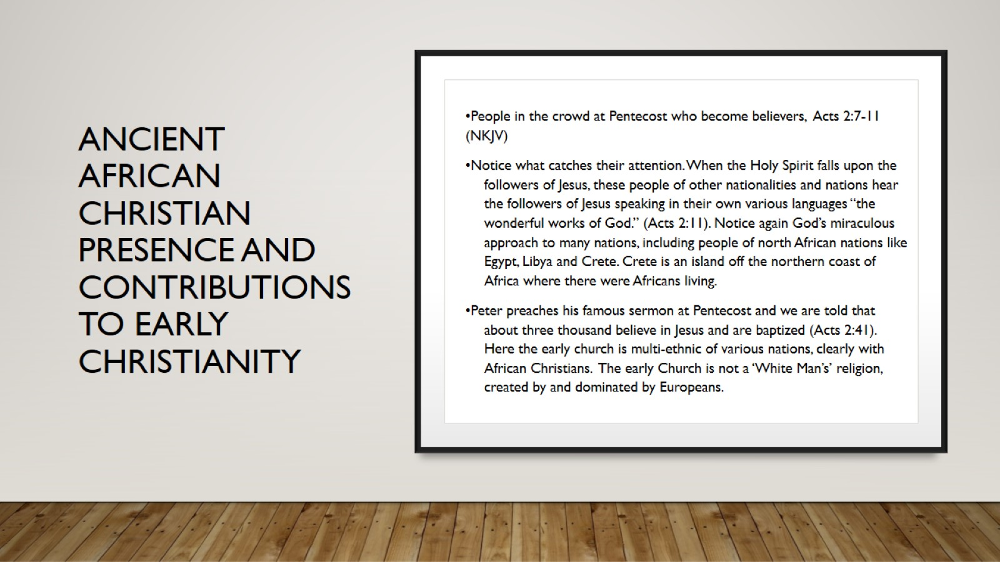 ANCIENT
AFRICAN
CHRISTIAN
PRESENCE AND
CONTRIBUTIONS
TO EARLY
CHRISTIANITY
•People in the crowd at Pentecost who become believers,  Acts 2:7-11
(NKJV)
•Notice what catches their attention. When the Holy Spirit falls upon the
followers of Jesus, these people of other nationalities and nations hear
the followers of Jesus speaking in their own various languages “the
wonderful works of God.” (Acts 2:11). Notice again God’s miraculous
approach to many nations, including people of north African nations like
Egypt, Libya and Crete. Crete is an island off the northern coast of
Africa where there were Africans living.
•Peter preaches his famous sermon at Pentecost and we are told that
about three thousand believe in Jesus and are baptized (Acts 2:41).
Here the early church is multi-ethnic of various nations, clearly with
African Christians.  The early Church is not a ‘White Man’s’ religion,
created by and dominated by Europeans.